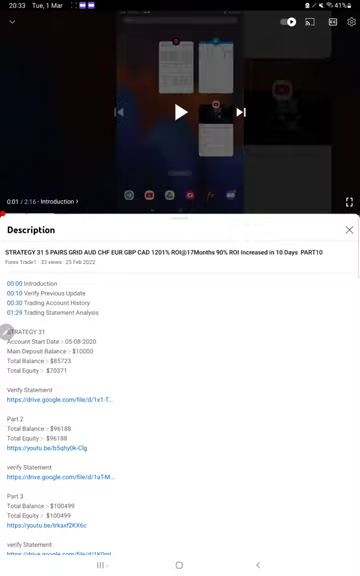 20:33 Tue, 1 Mar
41%
0:01 / 2:16 • Introduction
Description
STRATEGY 31 5 PAIRS GRID AUD CHF EUR GBP CAD 1201% ROI@17Months 90% ROI Increased in 10 Days PART10
Forex Trade1 · 33 views · 25 Feb 2022
00:00 Introduction
00:10 Verify Previous Update
00:30 Trading Account History
01:29 Trading Statement Analysis
STRATEGY 31
Account Start Date :- 05-08-2020
Main Deposit Balance :- $10000
Total Balance :- $85723
Total Equity :- $70371
Verify Statement
https://drive.google.com/file/d/1x1-T...
Part 2
Total Balance :- $96188
Total Equity :- $96188
https://youtu.be/b5qhy0k-Clg
verify Statement
https://drive.google.com/file/d/1aT-M...
Part 3
Total Balance :- $100499
Total Equity :- $100499
https://youtu.be/trkaxf2KX6c
verify Statement